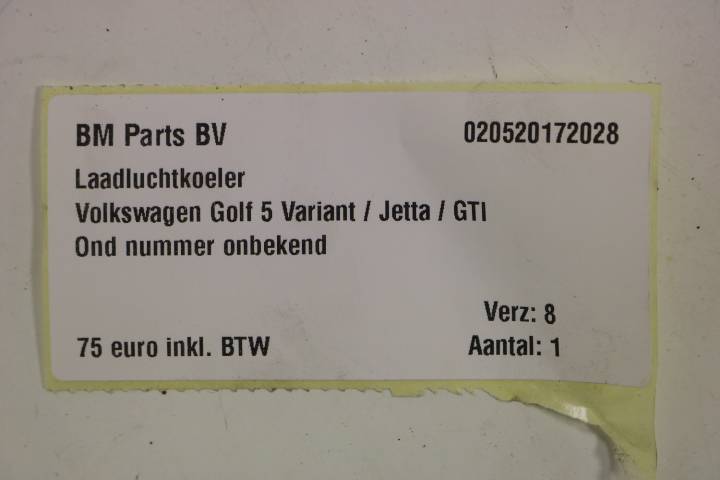 BM Parts BV 020520172028
Laadluchtkoeler
Volkswagen Golf 5 Variant / Jetta / GTI
Ond nummer onbekend
Verz: 8
75 euro inkl. BTW Aantal: 1